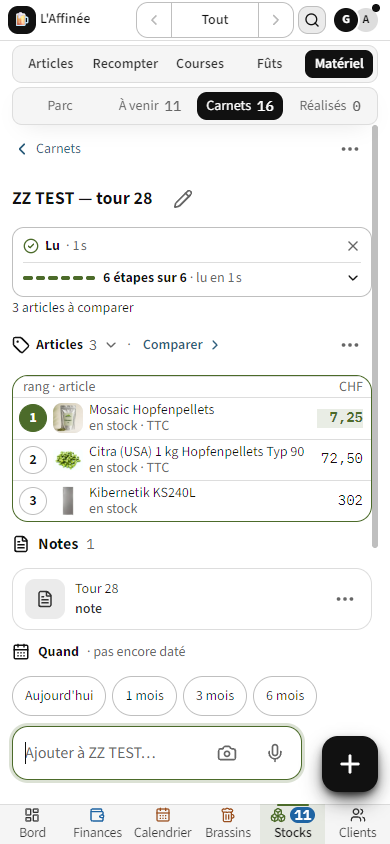 L'Affinée
Tout
G
A
Articles Recompter Courses Fûts Matériel
Parc À venir 11 Carnets 16 Réalisés 0
Carnets
ZZ TEST — tour 28
Lu · 1 s
6 étapes sur 6 · lu en 1 s
3 articles à comparer
Articles 3 · Comparer
rang · article CHF
1 Mosaic Hopfenpellets 7,25
en stock · TTC
2 Citra (USA) 1 kg Hopfenpellets Typ 90 72,50
en stock · TTC
3 Kibernetik KS240L 302
en stock
Notes 1
Tour 28
note
Quand · pas encore daté
Aujourd'hui 1 mois 3 mois 6 mois
Ajouter à ZZ TEST…
11
Bord Finances Calendrier Brassins Stocks Clients